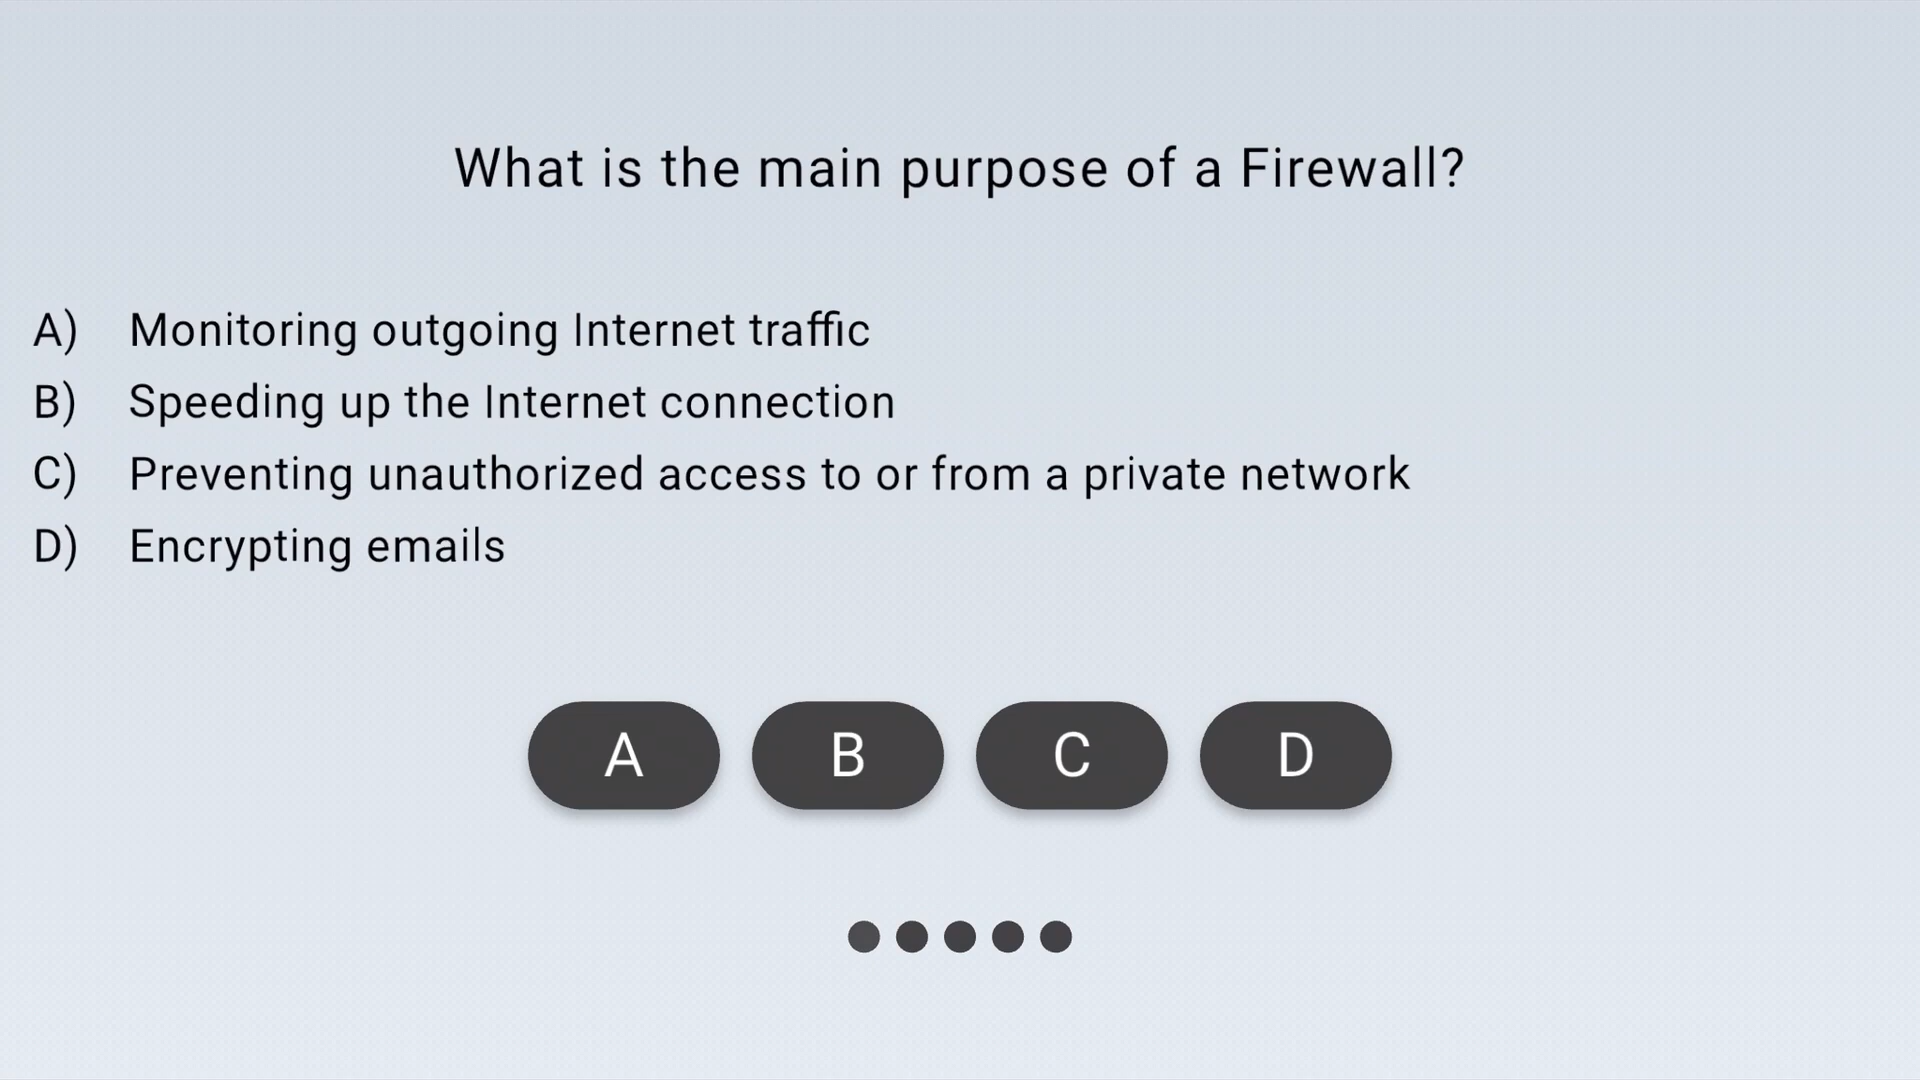 What is the main purpose of a Firewall?
A) Monitoring outgoing Internet traffic
B) Speeding up the Internet connection
C) Preventing unauthorized access to or from a private network
D) Encrypting emails
A B C D